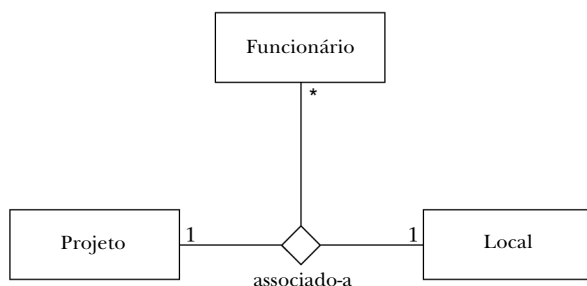 Funcionário
*
Projeto
1
1
Local
associado-a